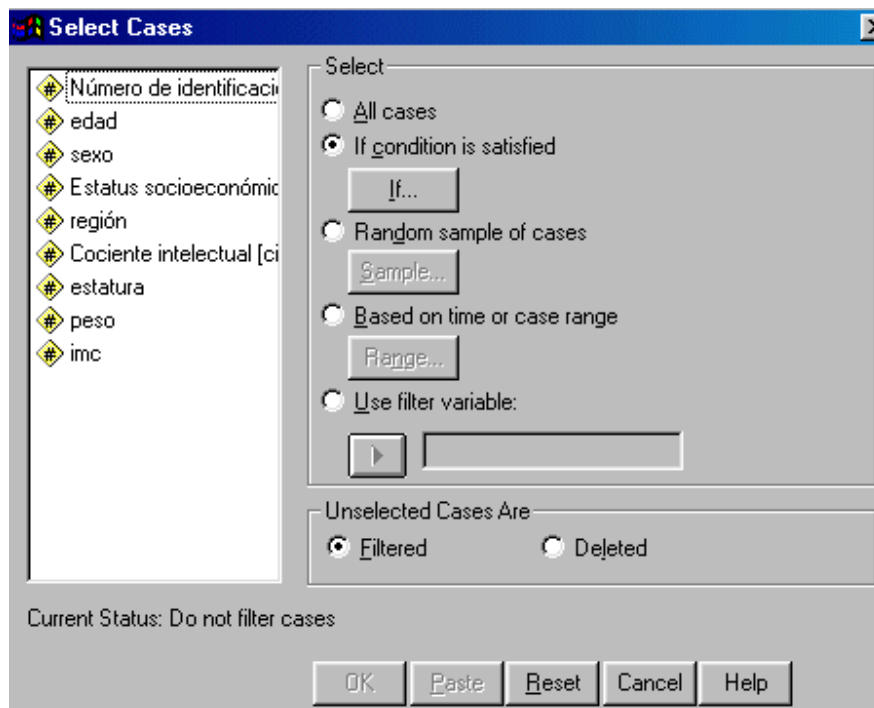 Select Cases
Número de identificaci
edad
sexo
Estatus socioeconómic
región
Cociente intelectual [ci
estatura
peso
imc
Select
All cases
If condition is satisfied
If...
Random sample of cases
Sample...
Based on time or case range
Range...
Use filter variable:
Unselected Cases Are
Filtered
Deleted
Current Status: Do not filter cases
OK
Paste
Reset
Cancel
Help